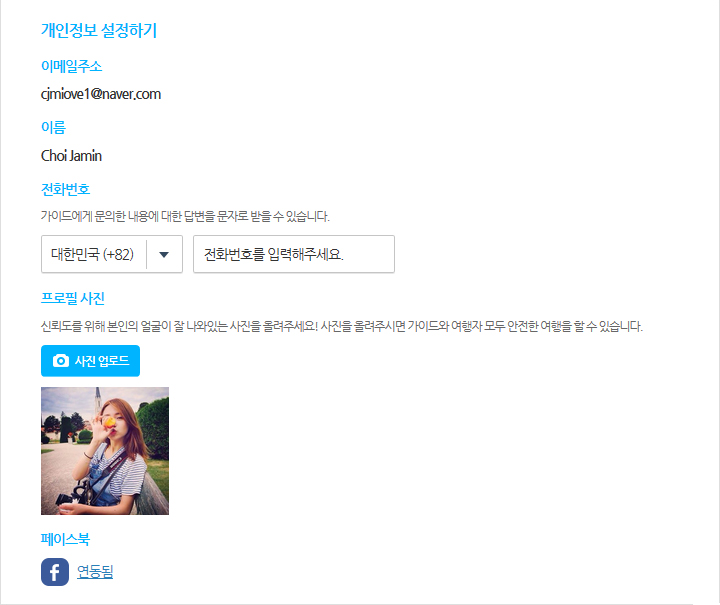 개인정보 설정하기
이메일주소
cjmiove1@naver.com
이름
Choi Jamin
전화번호
가이드에게 문의한 내용에 대한 답변을 문자로 받을 수 있습니다.
대한민국 (+82) 전화번호를 입력해주세요.
프로필 사진
신뢰도를 위해 본인의 얼굴이 잘 나와있는 사진을 올려주세요! 사진을 올려주시면 가이드와 여행자 모두 안전한 여행을 할 수 있습니다.
사진 업로드
페이스북
연동됨